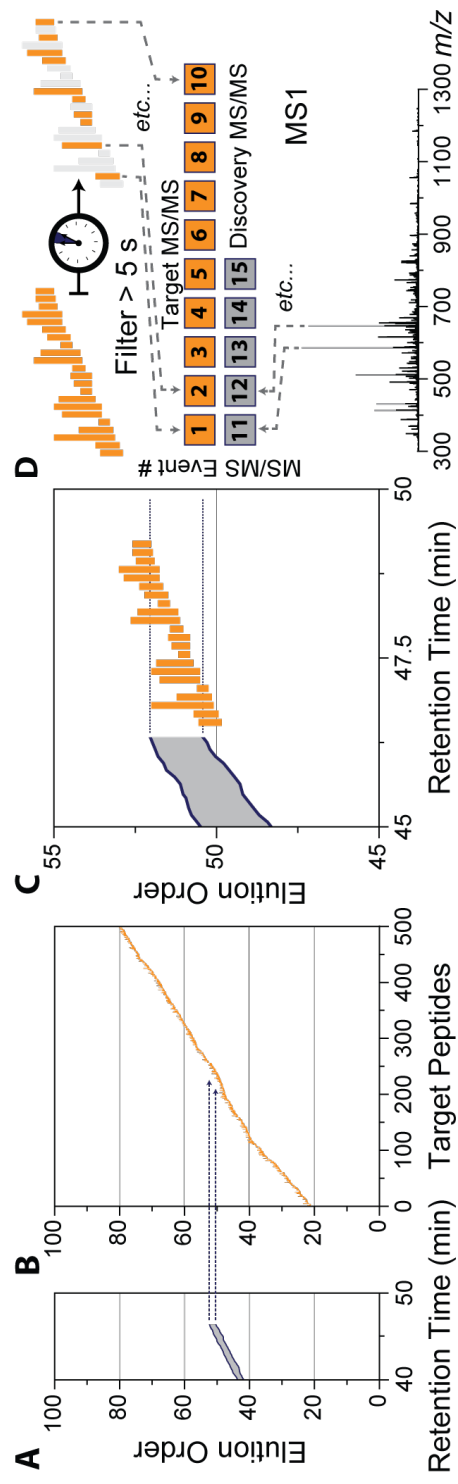 A
Elution Order
100
80
60
40
20
0
40
50
Retention Time (min)
B
Elution Order
100
80
60
40
20
0
0
100
200
300
400
500
Target Peptides
C
Elution Order
55
50
45
45
47.5
50
Retention Time (min)
D
Filter > 5 s
etc...
Target MS/MS
MS/MS Event #
1 2 3 4 5 6 7 8 9 10
11 12 13 14 15
Discovery MS/MS
etc...
MS1
300 500 700 900 1100 1300 m/z